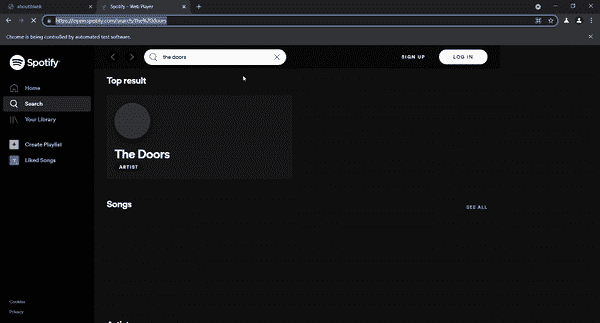 about:blank
Spotify - Web Player
https://open.spotify.com/search/the%20doors
Chrome is being controlled by automated test software.
Spotify
the doors
SIGN UP
LOG IN
Home
Search
Your Library
Create Playlist
Liked Songs
Top result
The Doors
ARTIST
Songs
SEE ALL
Cookies
Privacy